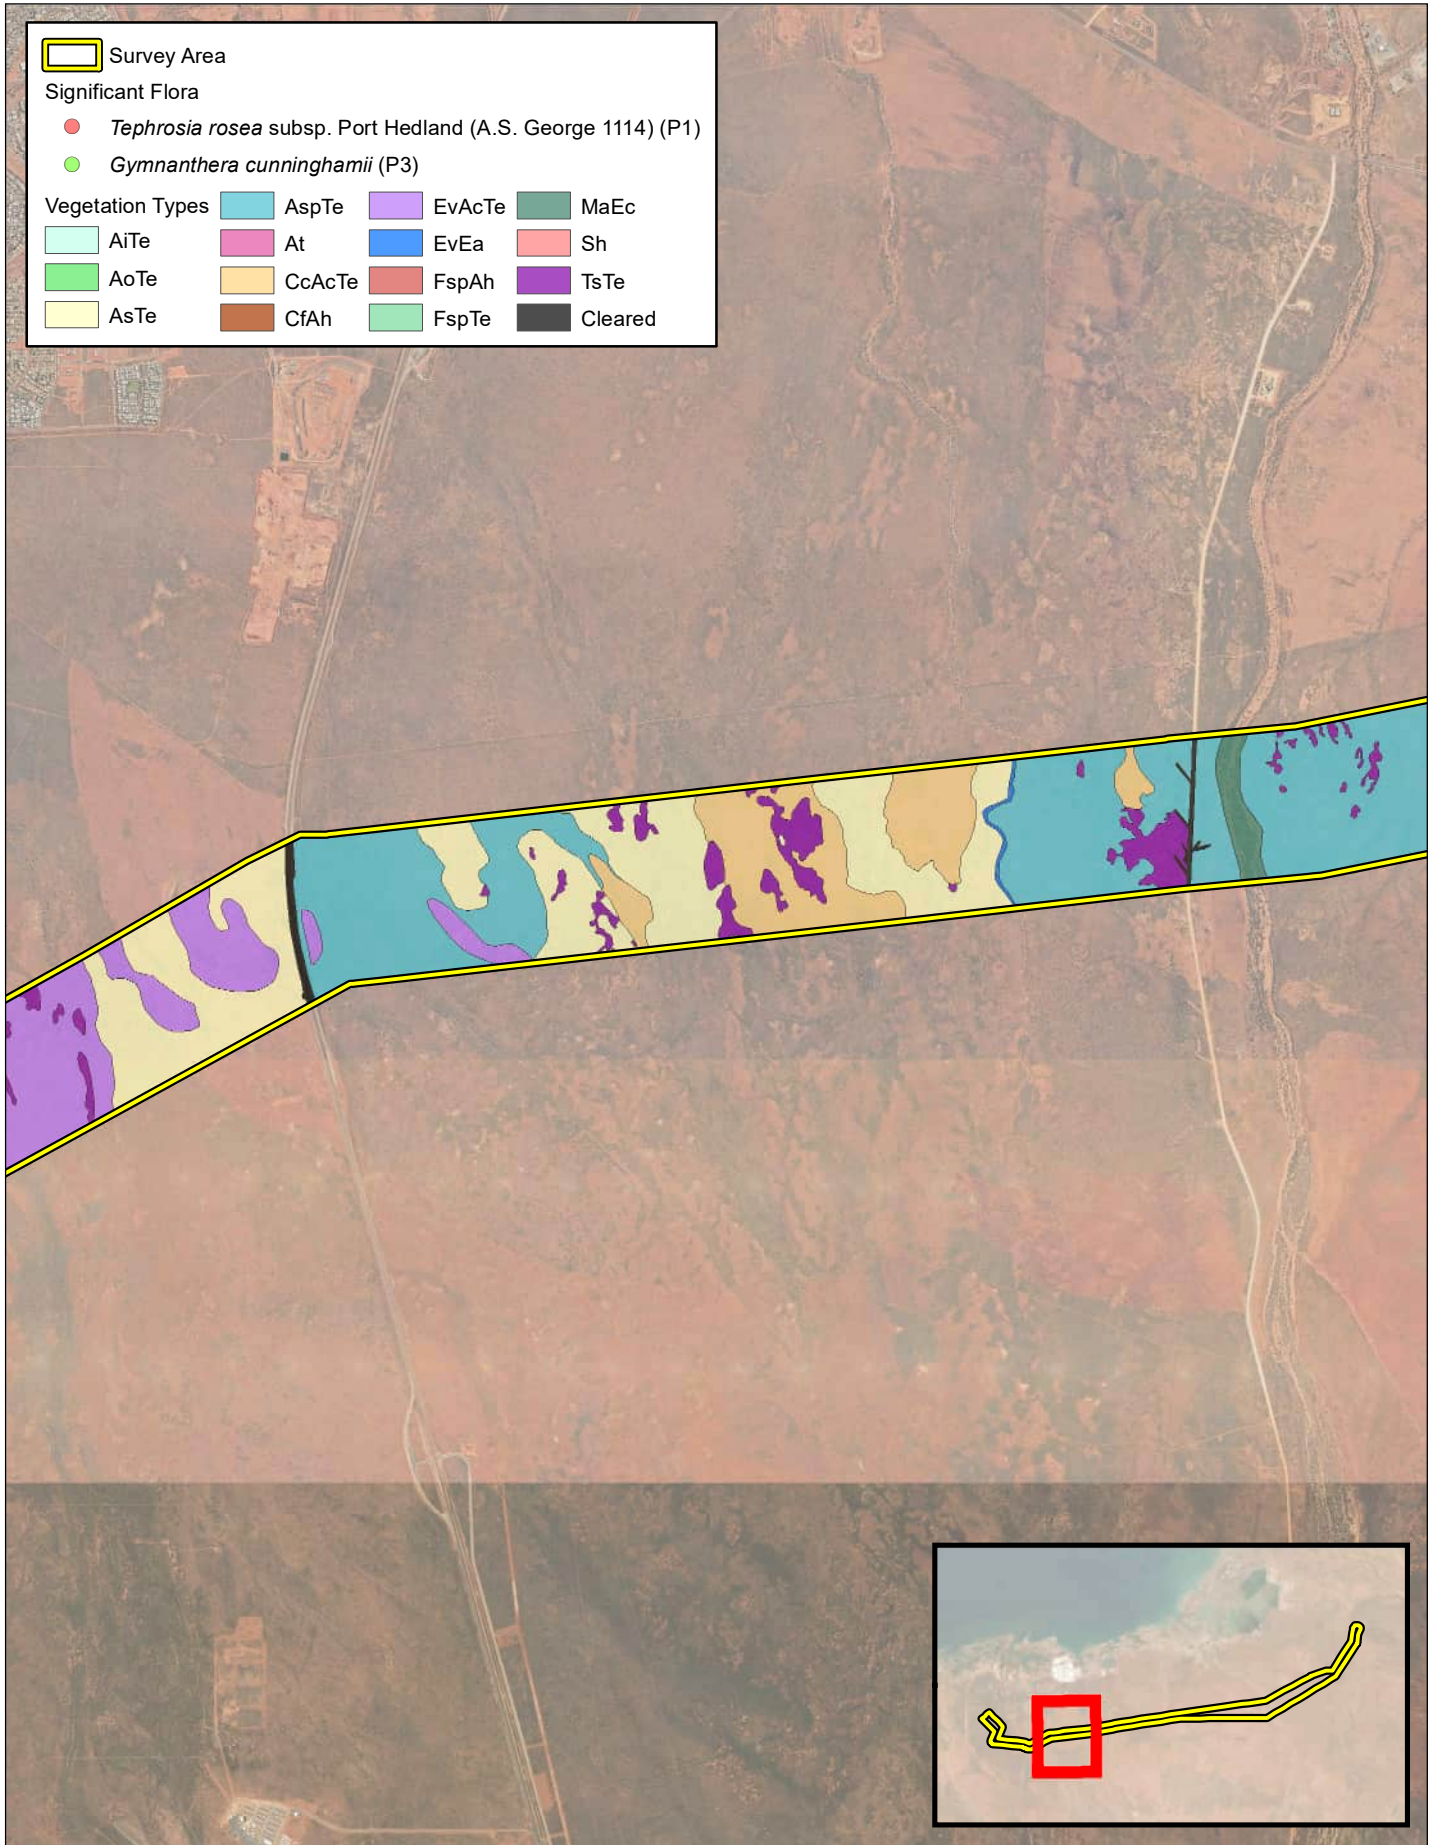 Survey Area
Significant Flora
Tephrosia rosea subsp. Port Hedland (A.S. George 1114) (P1)
Gymnanthera cunninghamii (P3)
Vegetation Types
AiTe
AoTe
AsTe
AspTe
At
CcAcTe
CfAh
EvAcTe
EvEa
FspAh
FspTe
MaEc
Sh
TsTe
Cleared